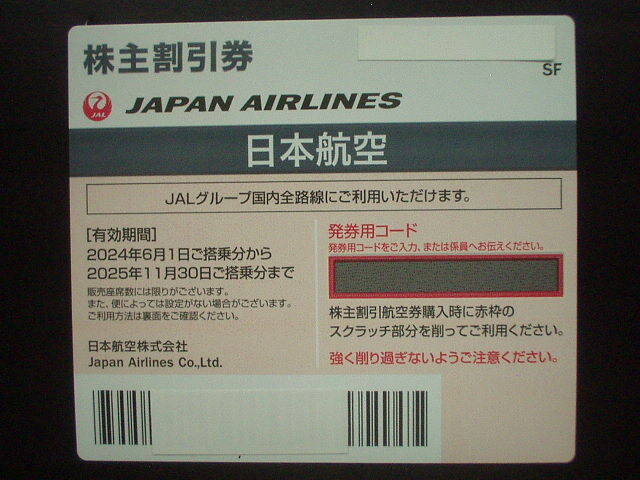 株主割引券
SF
JAL
JAPAN AIRLINES
日本航空
JALグループ国内全路線にご利用いただけます。
[有効期間]
2024年6月1日ご搭乗分から
2025年11月30日ご搭乗分まで
販売座席数には限りがございます。
また、便によっては設定がない場合がございます。
ご利用方法は裏面をご確認ください。
日本航空株式会社
Japan Airlines Co.,Ltd.
発券用コード
発券用コードをご入力、または係員へお伝えください。
株主割引航空券購入時に赤枠の
スクラッチ部分を削ってご利用ください。
強く削り過ぎないようご注意ください。